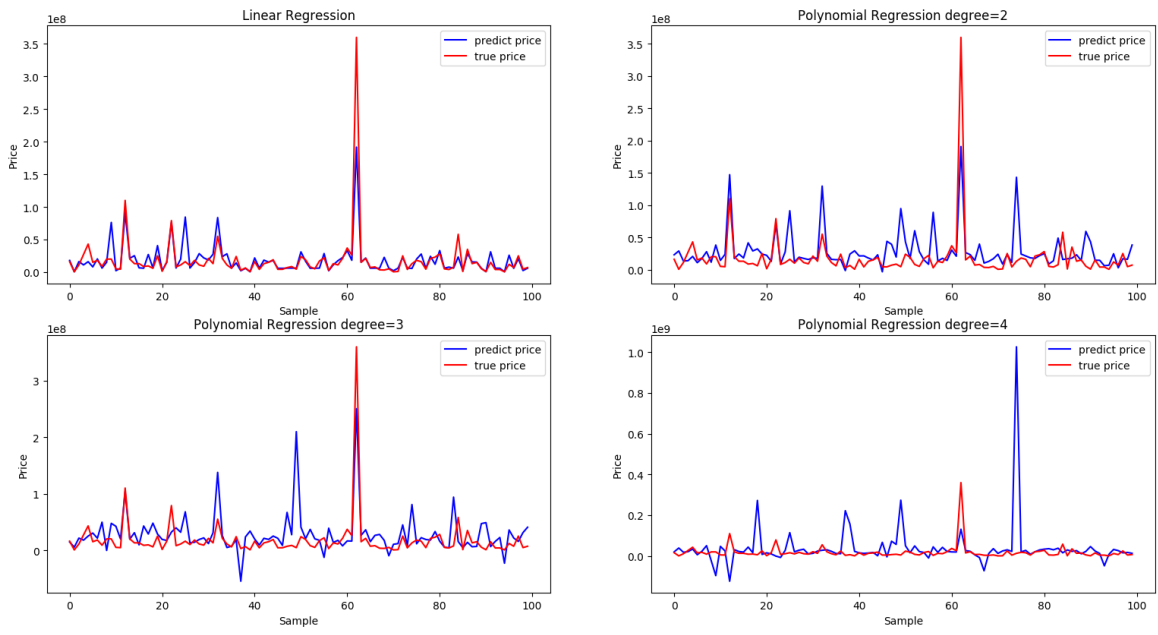 Linear Regression
1e8
predict price
true price
3.5
3.0
2.5
2.0
1.5
1.0
0.5
0.0
Price
0 20 40 60 80 100
Sample
Polynomial Regression degree=2
1e8
predict price
true price
3.5
3.0
2.5
2.0
1.5
1.0
0.5
0.0
Price
0 20 40 60 80 100
Sample
Polynomial Regression degree=3
1e8
predict price
true price
3
2
1
0
Price
0 20 40 60 80 100
Sample
Polynomial Regression degree=4
1e9
predict price
true price
1.0
0.8
0.6
0.4
0.2
0.0
Price
0 20 40 60 80 100
Sample